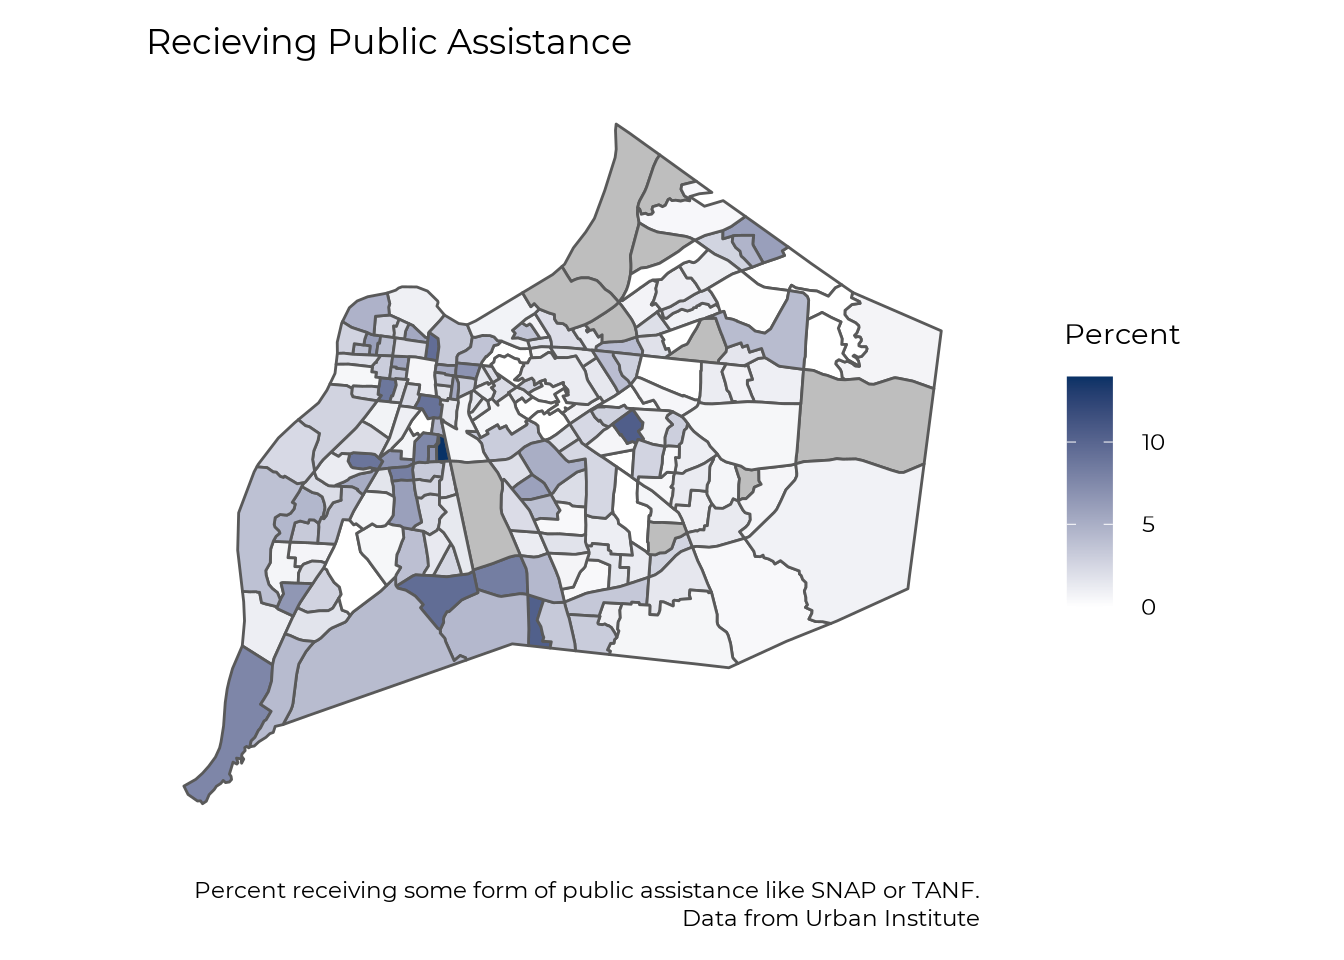 Recieving Public Assistance
Percent
10
5
0
Percent receiving some form of public assistance like SNAP or TANF.
Data from Urban Institute